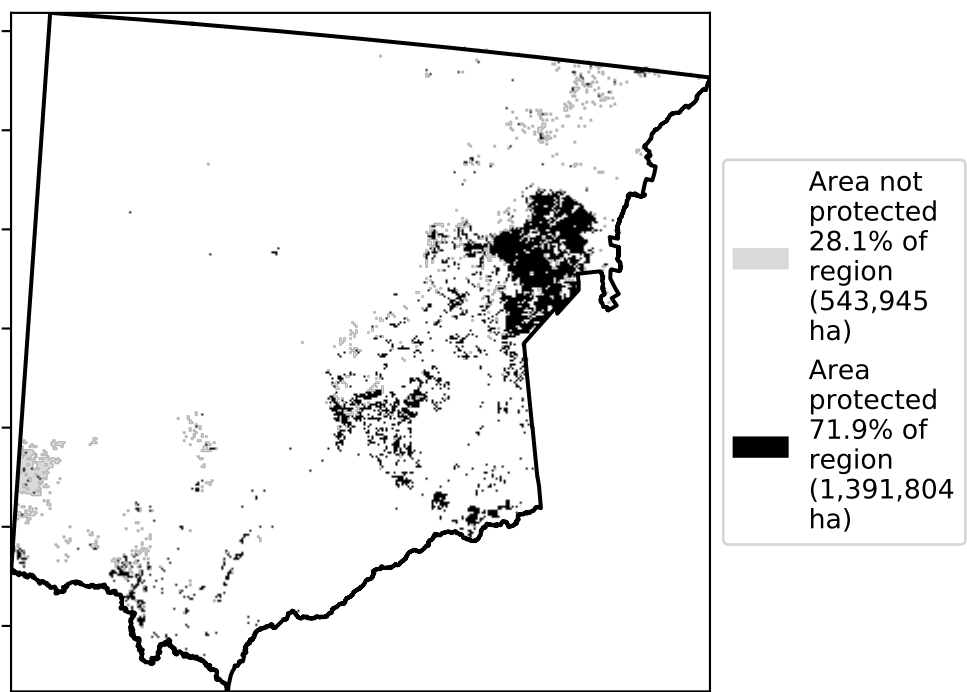 Area not
protected
28.1% of
region
(543,945
ha)
Area
protected
71.9% of
region
(1,391,804
ha)